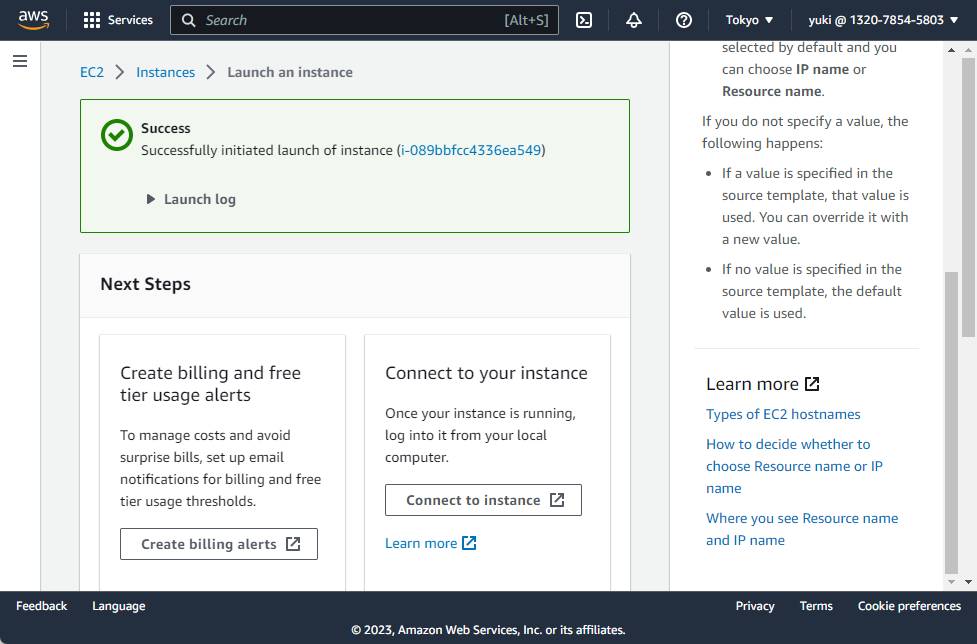 aws
Services
Search
[Alt+S]
Tokyo
yuki @ 1320-7854-5803
EC2
Instances
Launch an instance
Success
Successfully initiated launch of instance (i-089bbfcc4336ea549)
Launch log
Next Steps
Create billing and free
tier usage alerts
To manage costs and avoid
surprise bills, set up email
notifications for billing and free
tier usage thresholds.
Create billing alerts
Connect to your instance
Once your instance is running,
log into it from your local
computer.
Connect to instance
Learn more
selected by default and you
can choose IP name or
Resource name.
If you do not specify a value, the
following happens:
• If a value is specified in the
source template, that value is
used. You can override it with
a new value.
• If no value is specified in the
source template, the default
value is used.
Learn more
Types of EC2 hostnames
How to decide whether to
choose Resource name or IP
name
Where you see Resource name
and IP name
Feedback
Language
Privacy
Terms
Cookie preferences
© 2023, Amazon Web Services, Inc. or its affiliates.